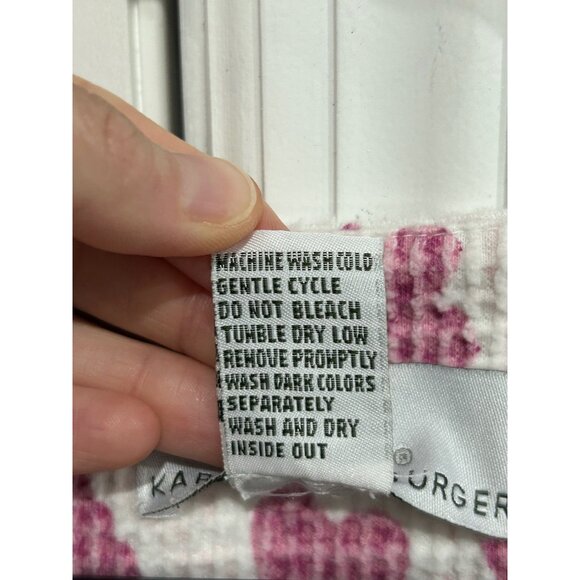 MACHINE WASH COLD
GENTLE CYCLE
DO NOT BLEACH
TUMBLE DRY LOW
REMOVE PROMPTLY
WASH DARK COLORS
SEPARATELY
WASH AND DRY
INSIDE OUT